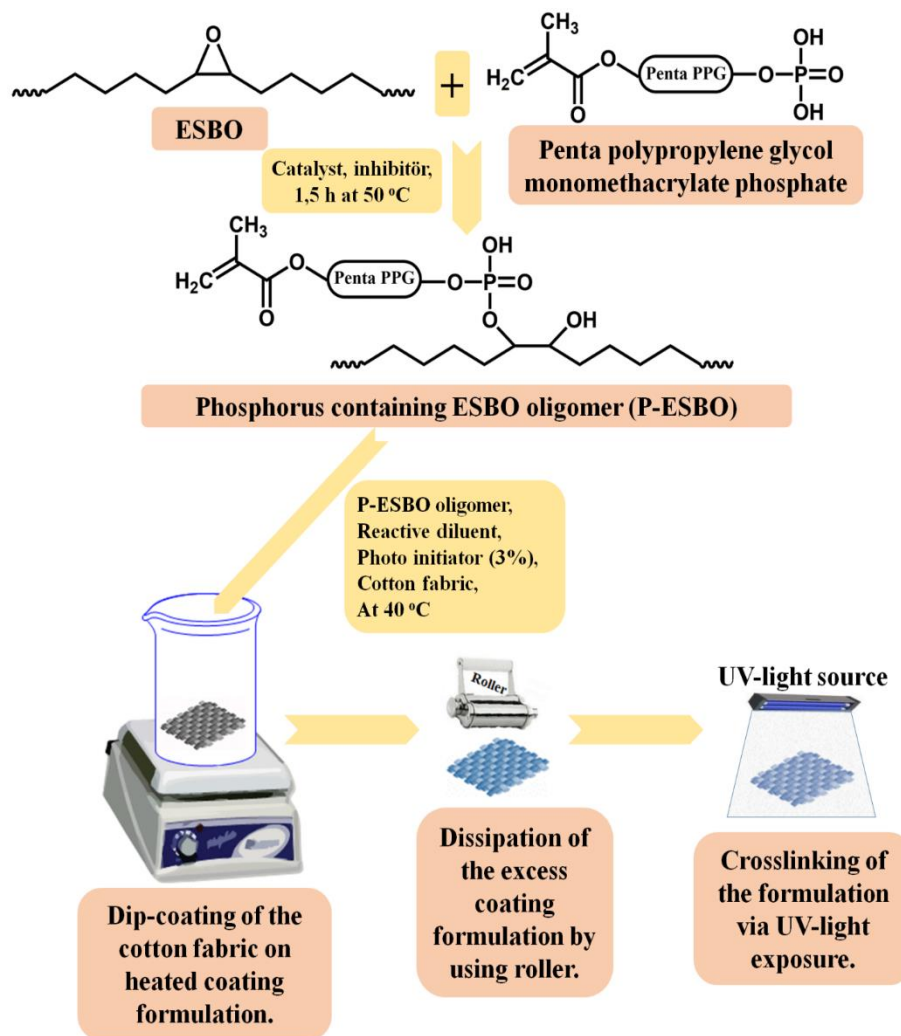 O
ESBO
+
CH₃
H₂C
O
O
Penta PPG
O
P
OH
O
OH
Penta polypropylene glycol
monomethacrylate phosphate
Catalyst, inhibitör,
1,5 h at 50 ºC
CH₃
H₂C
O
O
Penta PPG
O
P
OH
O
O
OH
Phosphorus containing ESBO oligomer (P-ESBO)
P-ESBO oligomer,
Reactive diluent,
Photo initiator (3%),
Cotton fabric,
At 40 ºC
Roller
UV-light source
Dip-coating of the
cotton fabric on
heated coating
formulation.
Dissipation of
the excess
coating
formulation by
using roller.
Crosslinking of
the formulation
via UV-light
exposure.